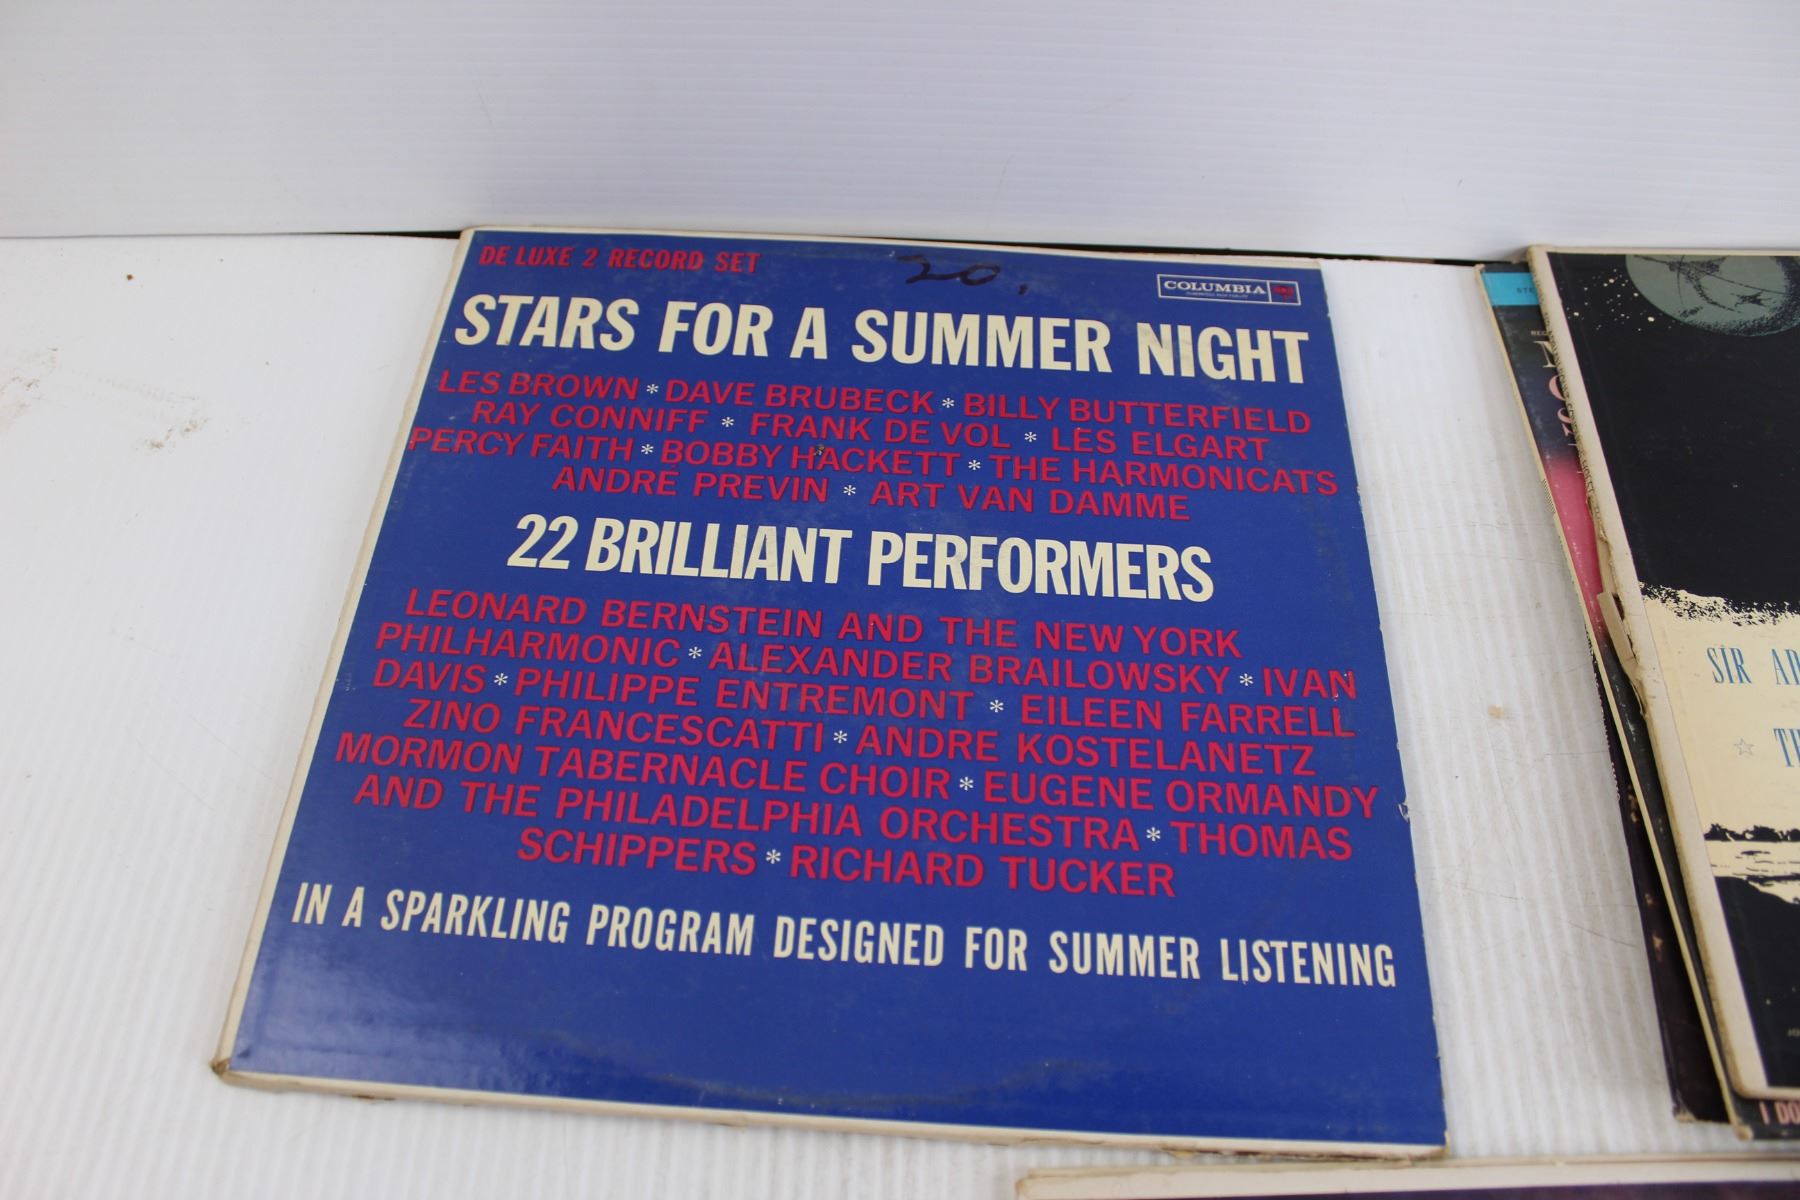 DE LUXE 2 RECORD SET
20.
COLUMBIA
STARS FOR A SUMMER NIGHT
LES BROWN * DAVE BRUBECK * BILLY BUTTERFIELD
RAY CONNIFF * FRANK DE VOL * LES ELGART
PERCY FAITH * BOBBY HACKETT * THE HARMONICATS
ANDRÉ PREVIN * ART VAN DAMME
22 BRILLIANT PERFORMERS
LEONARD BERNSTEIN AND THE NEW YORK
PHILHARMONIC * ALEXANDER BRAILOWSKY * IVAN
DAVIS * PHILIPPE ENTREMONT * EILEEN FARRELL
ZINO FRANCESCATTI * ANDRE KOSTELANETZ
MORMON TABERNACLE CHOIR * EUGENE ORMANDY
AND THE PHILADELPHIA ORCHESTRA * THOMAS
SCHIPPERS * RICHARD TUCKER
IN A SPARKLING PROGRAM DESIGNED FOR SUMMER LISTENING
SIR
I DO